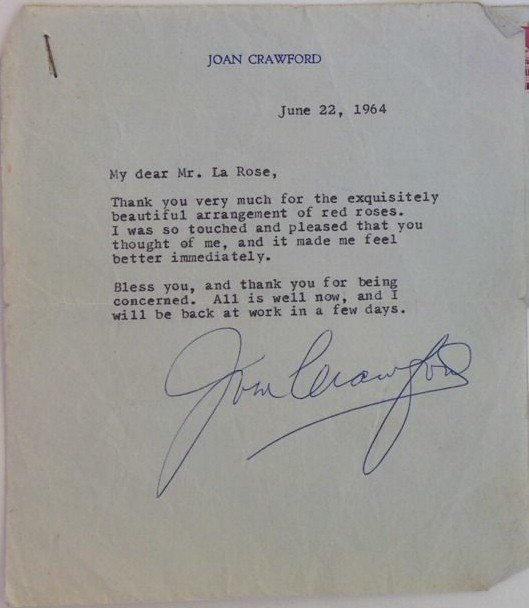 JOAN CRAWFORD
June 22, 1964
My dear Mr. La Rose,
Thank you very much for the exquisitely
beautiful arrangement of red roses.
I was so touched and pleased that you
thought of me, and it made me feel
better immediately.
Bless you, and thank you for being
concerned. All is well now, and I
will be back at work in a few days.
Joan Crawford